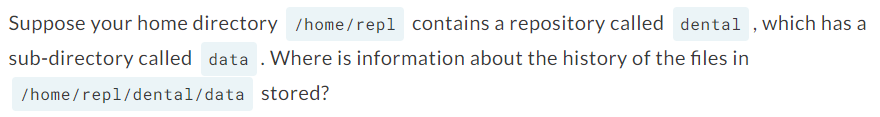 Suppose your home directory /home/repl contains a repository called dental , which has a
sub-directory called data . Where is information about the history of the files in
/home/repl/dental/data stored?